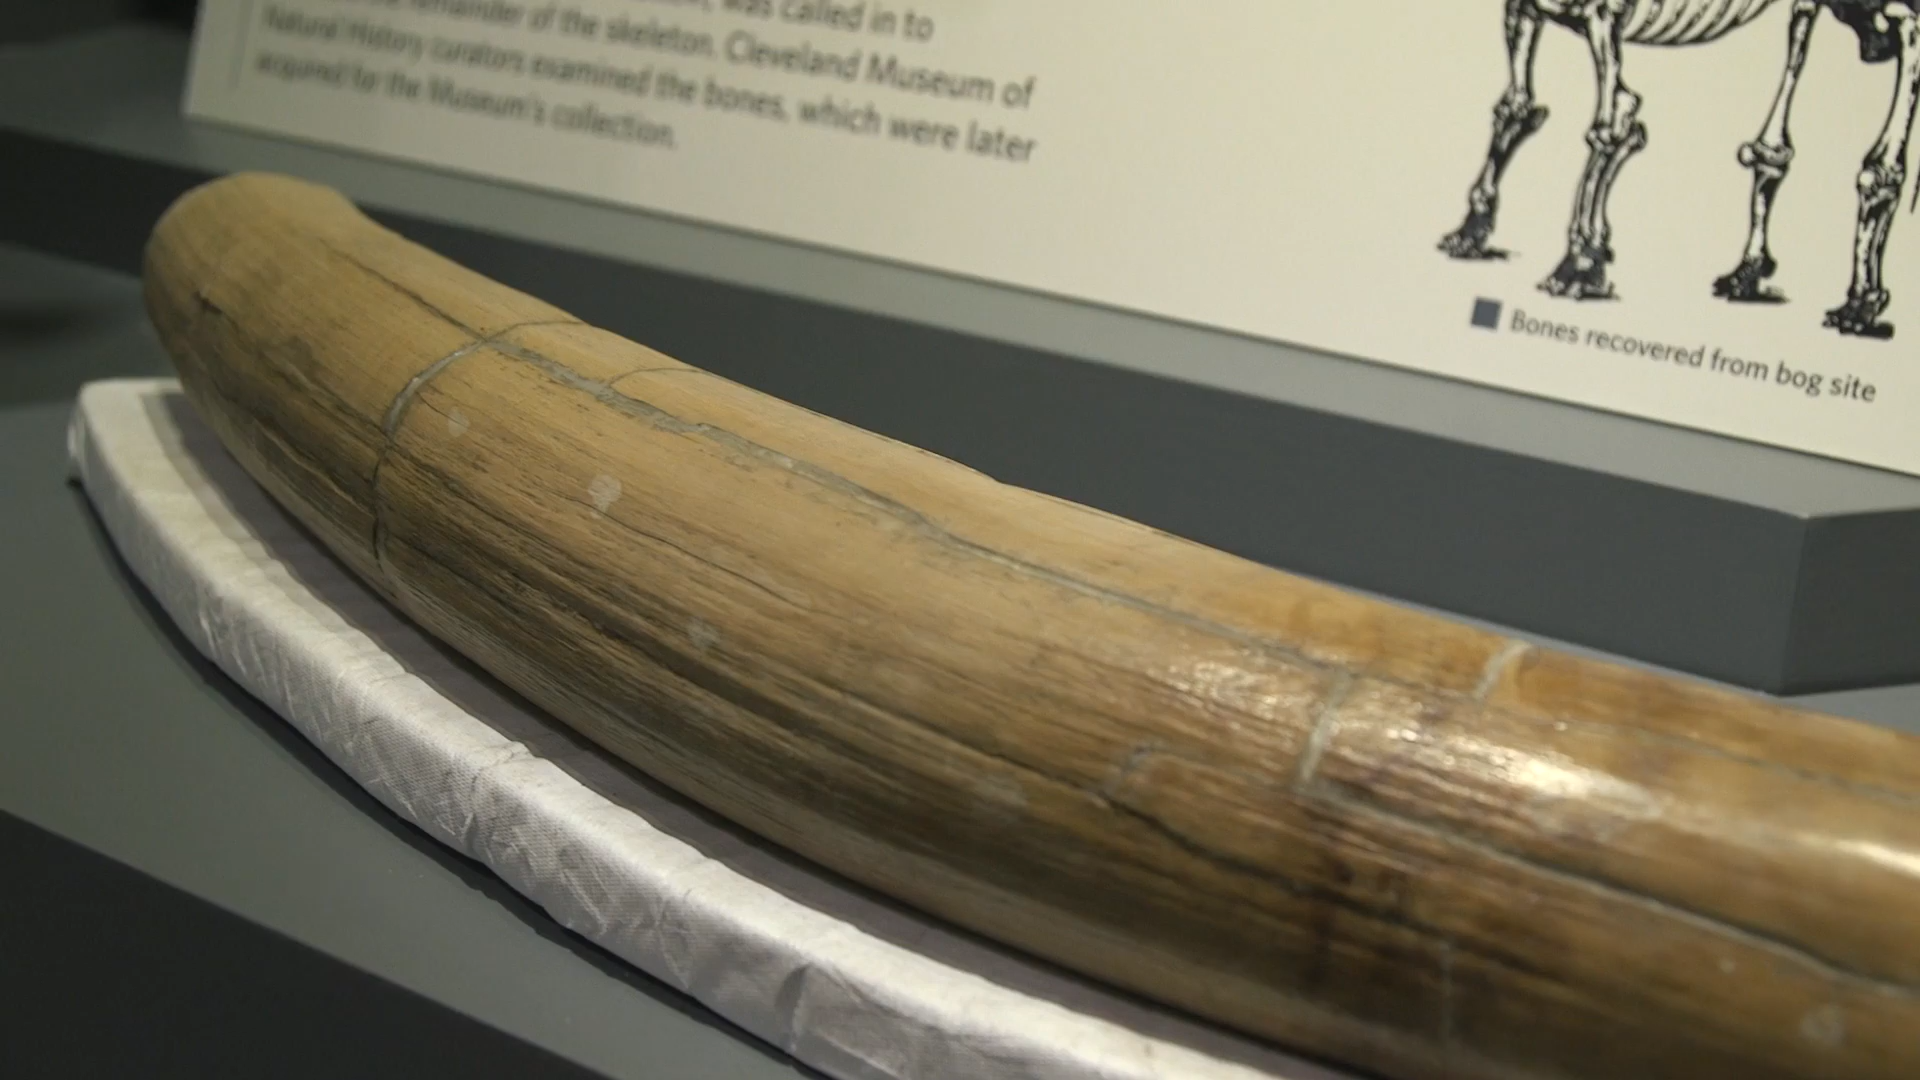 was called in to
remainder of the skeleton. Cleveland Museum of
Natural History curators examined the bones, which were later
acquired for the Museum's collection.
Bones recovered from bog site